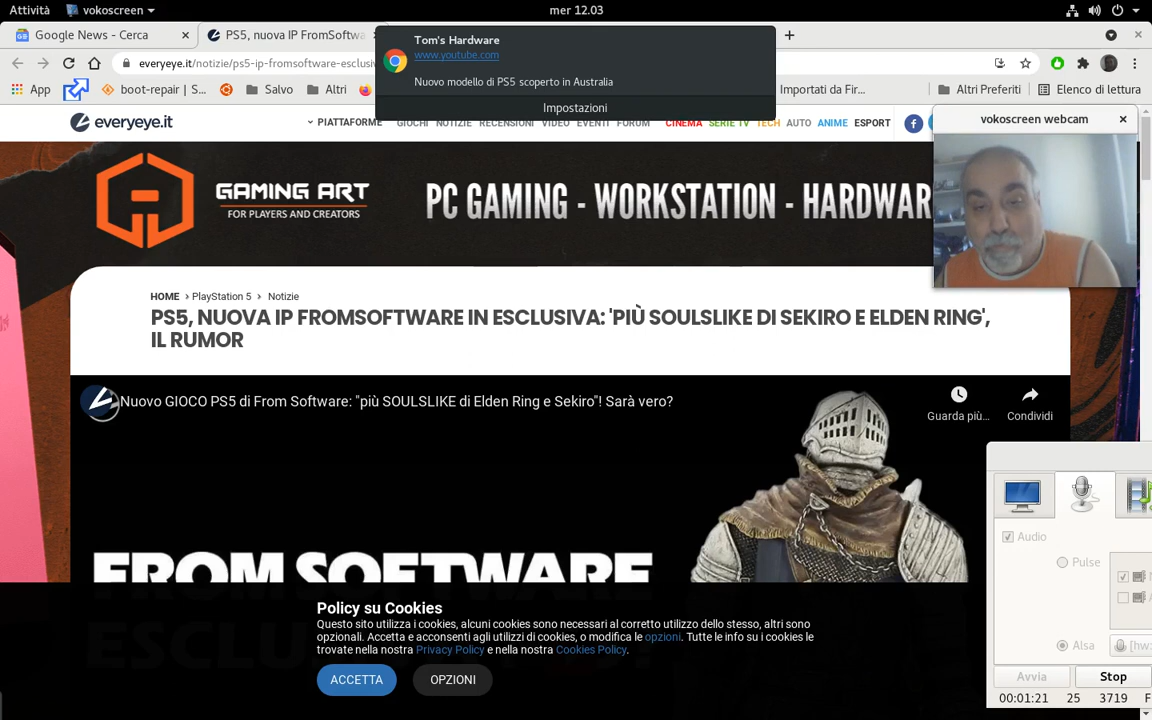 Attività
vokoscreen
mer 12.03
Google News - Cerca
PS5, nuova IP FromSoftwa
Tom's Hardware
www.youtube.com
Nuovo modello di PS5 scoperto in Australia
Impostazioni
everyeye.it/notizie/ps5-ip-fromsoftware-esclusiv
App
boot-repair | S...
Salvo
Altri
Importati da Fir...
Altri Preferiti
Elenco di lettura
everyeye.it
PIATTAFORME GIOCHI NOTIZIE RECENSIONI VIDEO EVENTI FORUM CINEMA SERIE TV TECH AUTO ANIME ESPORT
vokoscreen webcam
GAMING ART
FOR PLAYERS AND CREATORS
PC GAMING - WORKSTATION - HARDWAR
HOME > PlayStation 5 > Notizie
PS5, NUOVA IP FROMSOFTWARE IN ESCLUSIVA: 'PIÙ SOULSLIKE DI SEKIRO E ELDEN RING',
IL RUMOR
Nuovo GIOCO PS5 di From Software: "più SOULSLIKE di Elden Ring e Sekiro"! Sarà vero?
Guarda più...
Condividi
FROM SOFTWARE
Audio
Pulse
Alsa
[hw:
Avvia
Stop
00:01:21 25 3719 F
Policy su Cookies
Questo sito utilizza i cookies, alcuni cookies sono necessari al corretto utilizzo dello stesso, altri sono
opzionali. Accetta e acconsenti agli utilizzi di cookies, o modifica le opzioni. Tutte le info su i cookies le
trovate nella nostra Privacy Policy e nella nostra Cookies Policy.
ACCETTA
OPZIONI